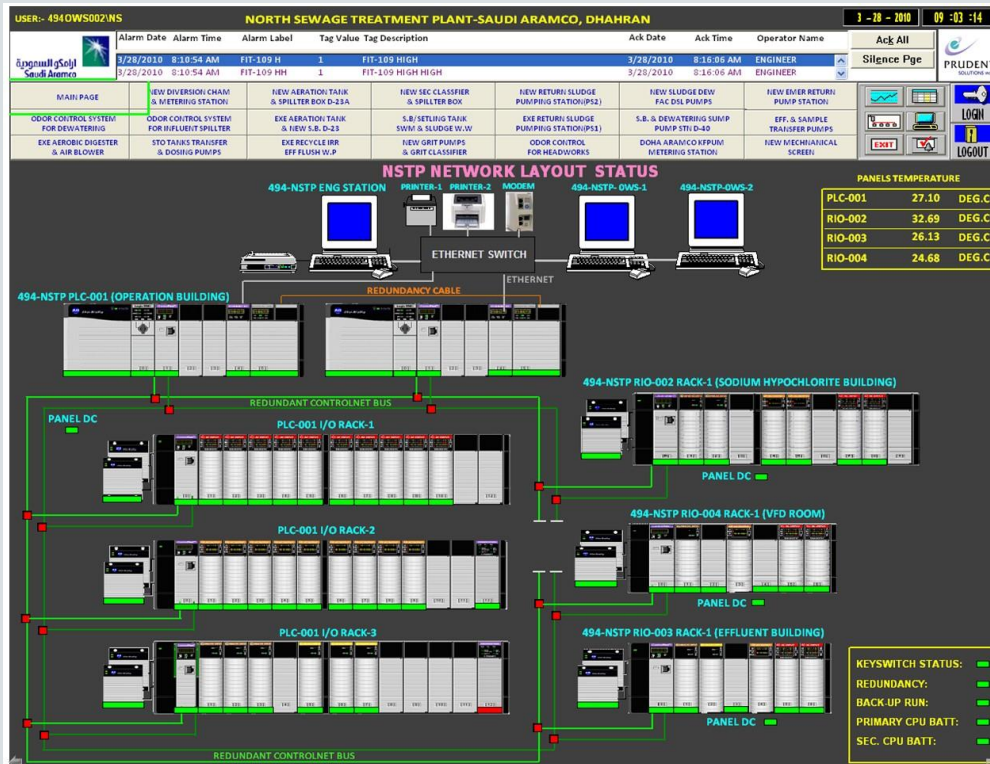 USER:- 494OWS002\NS
NORTH SEWAGE TREATMENT PLANT-SAUDI ARAMCO, DHAHRAN
3 -28 - 2010
09 :03 :14
أرامكو السعودية
Saudi Aramco
Alarm Date Alarm Time Alarm Label Tag Value Tag Description Ack Date Ack Time Operator Name
3/28/2010 8:10:54 AM FIT-109 H 1 FIT-109 HIGH 3/28/2010 8:16:06 AM ENGINEER
3/28/2010 8:10:54 AM FIT-109 HH 1 FIT-109 HIGH HIGH 3/28/2010 8:16:06 AM ENGINEER
Ack All
Silence Pge
PRUDENT
SOLUTIONS
MAIN PAGE
NEW DIVERSION CHAM
& METERING STATION
NEW AERATION TANK
& SPILLTER BOX D-23A
NEW SEC CLASSIFER
& SPILLTER BOX
NEW RETURN SLUDGE
PUMPING STATION(PS2)
NEW SLUDGE DEW
FAC DSL PUMPS
NEW EMER RETURN
PUMP STATION
ODOR CONTROL SYSTEM
FOR DEWATERING
ODOR CONTROL SYSTEM
FOR INFLUENT SPILLTER
EXE AERATION TANK
& NEW S.B. D-23
S.B/SETLING TANK
SWM & SLUDGE W.W
EXE RETURN SLUDGE
PUMPING STATION(PS1)
S.B. & DEWATERING SUMP
PUMP STN D-40
EFF. & SAMPLE
TRANSFER PUMPS
EXE AEROBIC DIGESTER
& AIR BLOWER
STO TANKS TRANSFER
& DOSING PUMPS
EXE RECYCLE IRR
EFF FLUSH W.P
NEW GRIT PUMPS
& GRIT CLASSIFIER
ODOR CONTROL
FOR HEADWORKS
DOHA ARAMCO KFPUM
METERING STATION
NEW MECHNANICAL
SCREEN
EXIT
LOGIN
LOGOUT
NSTP NETWORK LAYOUT STATUS
494-NSTP ENG STATION
PRINTER-1
PRINTER-2
MODEM
494-NSTP- OWS-1
494-NSTP-OWS-2
PANELS TEMPERATURE
PLC-001 27.10 DEG.C
RIO-002 32.69 DEG.C
RIO-003 26.13 DEG.C
RIO-004 24.68 DEG.C
ETHERNET SWITCH
ETHERNET
REDUNDANCY CABLE
494-NSTP PLC-001 (OPERATION BUILDING)
REDUNDANT CONTROLNET BUS
PANEL DC
PLC-001 I/O RACK-1
494-NSTP RIO-002 RACK-1 (SODIUM HYPOCHLORITE BUILDING)
PANEL DC
PLC-001 I/O RACK-2
494-NSTP RIO-004 RACK-1 (VFD ROOM)
PANEL DC
PLC-001 I/O RACK-3
494-NSTP RIO-003 RACK-1 (EFFLUENT BUILDING)
PANEL DC
KEYSWITCH STATUS:
REDUNDANCY:
BACK-UP RUN:
PRIMARY CPU BATT:
SEC. CPU BATT:
REDUNDANT CONTROLNET BUS